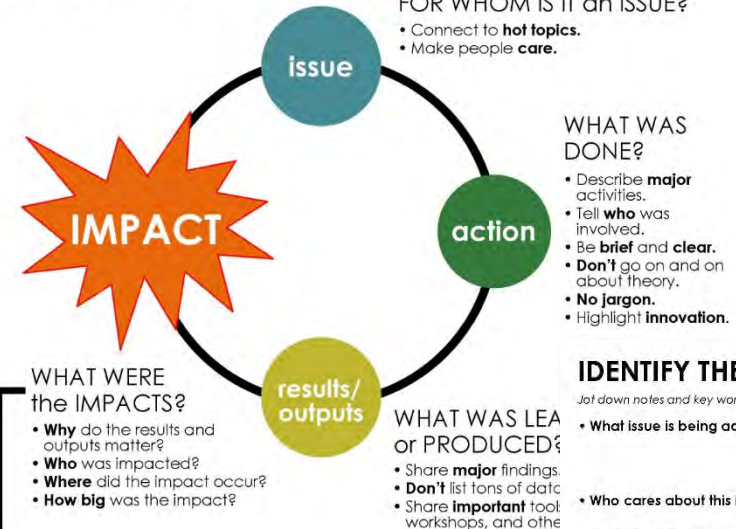 FOR WHOM IS IT an ISSUE?
• Connect to hot topics.
• Make people care.
issue
WHAT WAS
DONE?
• Describe major
activities.
• Tell who was
involved.
• Be brief and clear.
• Don't go on and on
about theory.
• No jargon.
• Highlight innovation.
IMPACT
action
WHAT WERE
the IMPACTS?
• Why do the results and
outputs matter?
• Who was impacted?
• Where did the impact occur?
• How big was the impact?
results/
outputs
WHAT WAS LEA
or PRODUCED?
• Share major findings.
• Don't list tons of data
• Share important tool
workshops, and othe
IDENTIFY THE
Jot down notes and key wor
• What issue is being ad
• Who cares about this i